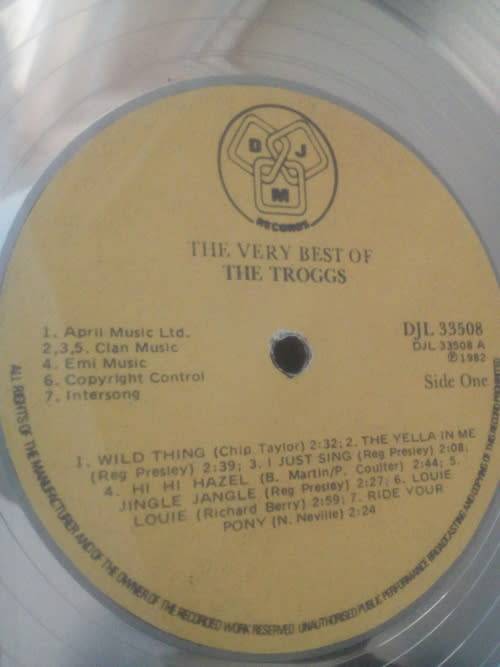 D J M
RECORDS
THE VERY BEST OF
THE TROGGS
1. April Music Ltd.
2,3,5. Clan Music
4. Emi Music
6. Copyright Control
7. Intersong
DJL 33508
DJL 33508 A
℗ 1982
Side One
1. WILD THING (Chip Taylor) 2:32; 2. THE YELLA IN ME
(Reg Presley) 2:39; 3. I JUST SING (Reg Presley) 2:08;
4. HI HI HAZEL (B. Martin/P. Coulter) 2:44; 5.
JINGLE JANGLE (Reg Presley) 2:27; 6. LOUIE
LOUIE (Richard Berry) 2:59; 7. RIDE YOUR
PONY (N. Neville) 2:24
ALL RIGHTS OF THE MANUFACTURER AND OF THE OWNER OF THE RECORDED WORK RESERVED UNAUTHORISED PUBLIC PERFORMANCE BROADCASTING AND COPYING OF THIS RECORD PROHIBITED